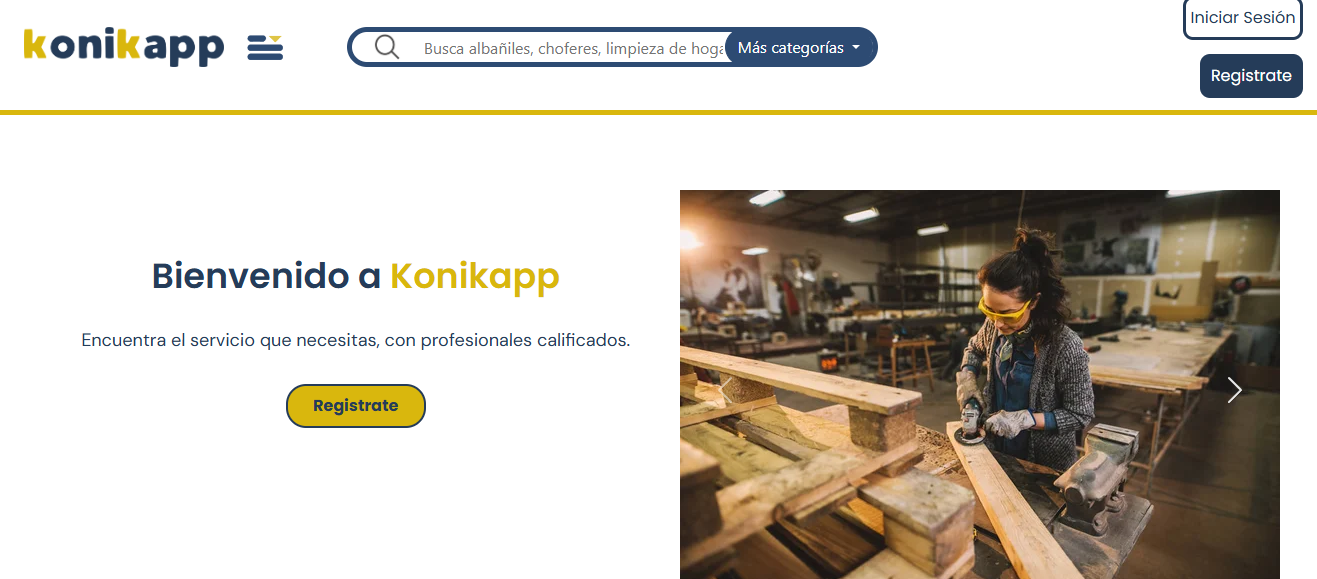 konikapp
Busca albañiles, choferes, limpieza de hoga
Más categorías
Iniciar Sesión
Registrate
Bienvenido a Konikapp
Encuentra el servicio que necesitas, con profesionales calificados.
Registrate